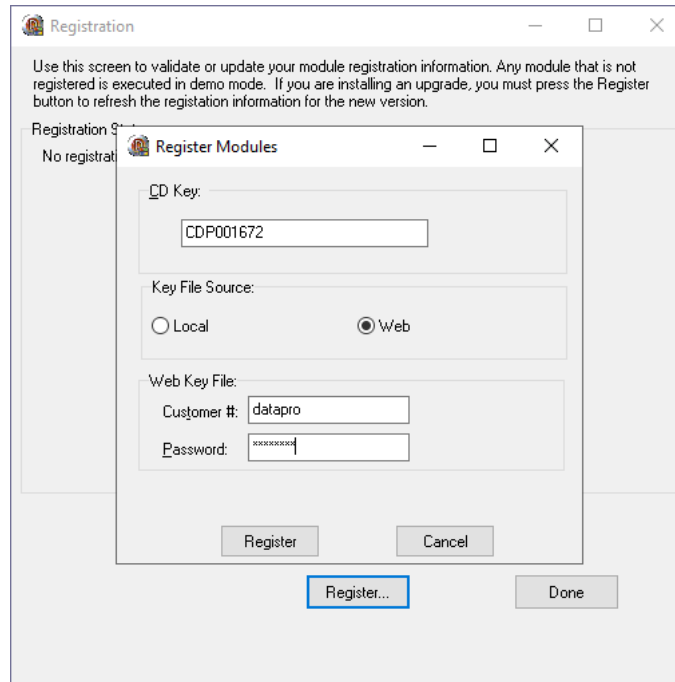 Registration
Use this screen to validate or update your module registration information. Any module that is not
registered is executed in demo mode. If you are installing an upgrade, you must press the Register
button to refresh the registation information for the new version.
Registration
No registrati
Register Modules
CD Key:
CDP001672
Key File Source:
Local
Web
Web Key File:
Customer #: datapro
Password: ********
Register
Cancel
Register...
Done